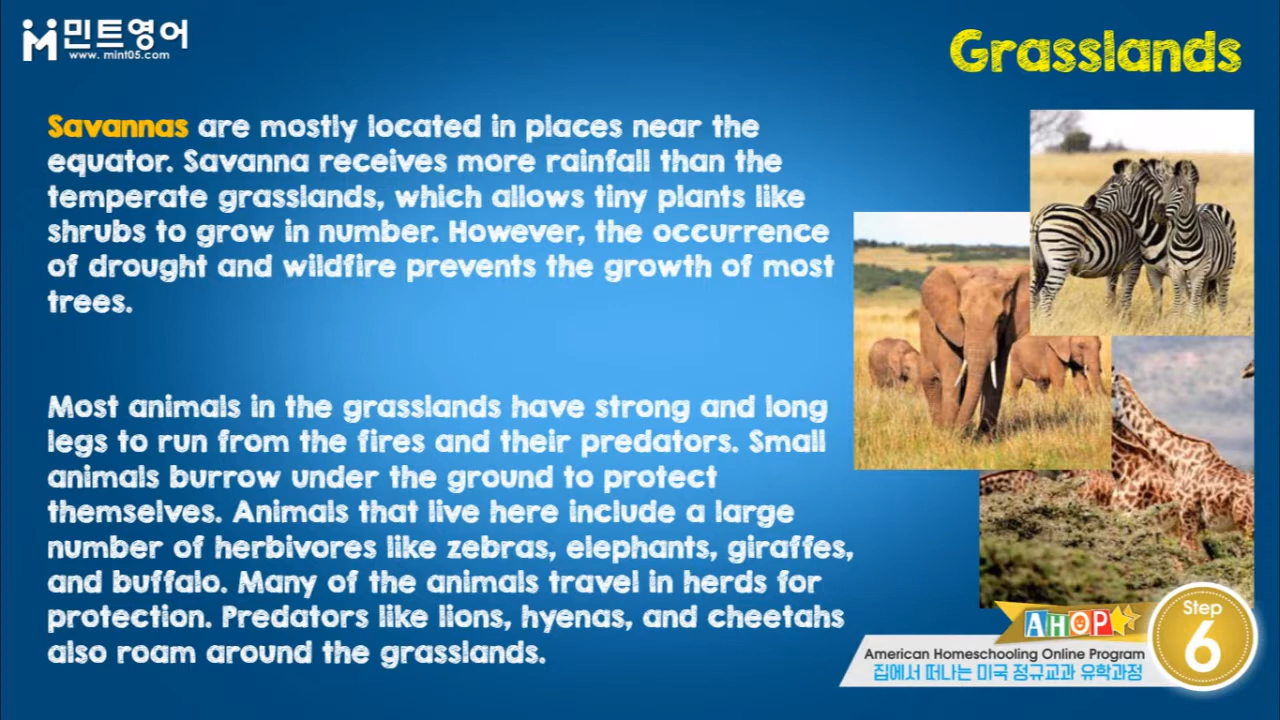 민트영어
www. mint05.com
Grasslands
Savannas are mostly located in places near the
equator. Savanna receives more rainfall than the
temperate grasslands, which allows tiny plants like
shrubs to grow in number. However, the occurrence
of drought and wildfire prevents the growth of most
trees.
Most animals in the grasslands have strong and long
legs to run from the fires and their predators. Small
animals burrow under the ground to protect
themselves. Animals that live here include a large
number of herbivores like zebras, elephants, giraffes,
and buffalo. Many of the animals travel in herds for
protection. Predators like lions, hyenas, and cheetahs
also roam around the grasslands.
AHOP
American Homeschooling Online Program
집에서 떠나는 미국 정규교과 유학과정
Step
6